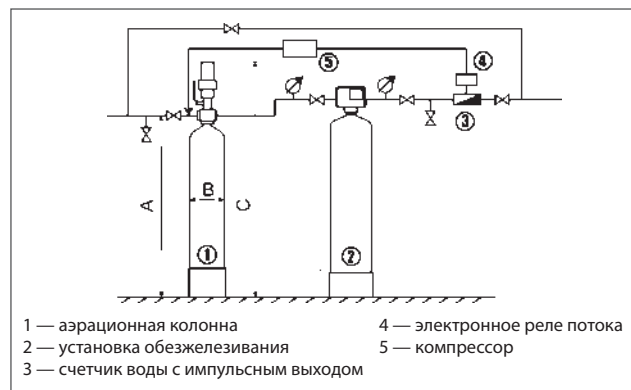 5
4
3
A
B
C
1
2
1 — аэрационная колонна
2 — установка обезжелезивания
3 — счетчик воды с импульсным выходом
4 — электронное реле потока
5 — компрессор